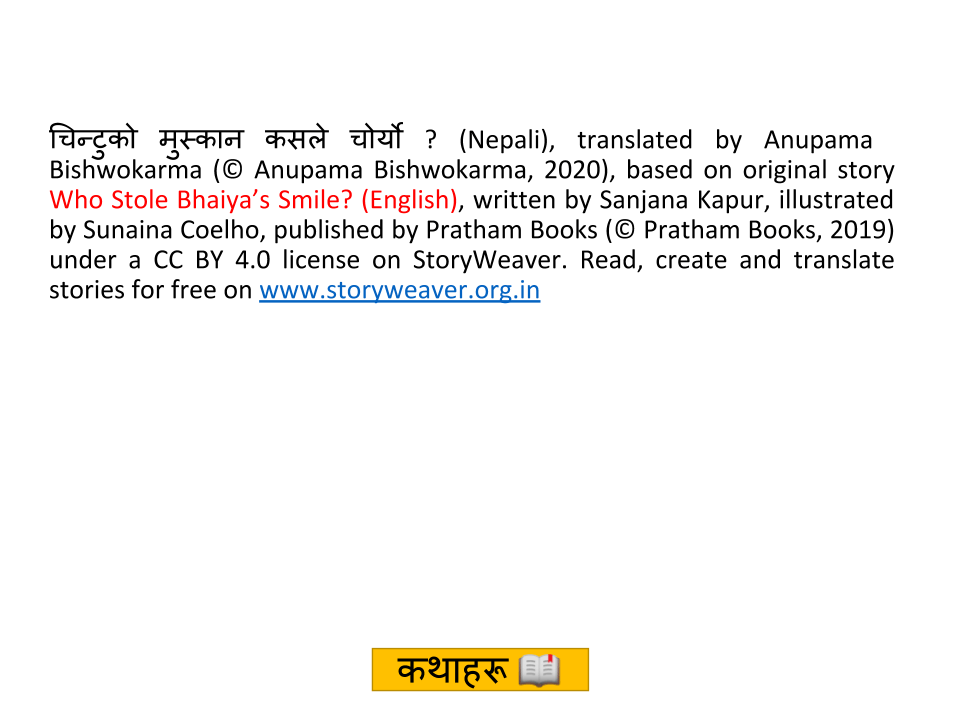 चिन्टुको मुस्कान कसले चोर्यो ? (Nepali), translated by Anupama
Bishwokarma (© Anupama Bishwokarma, 2020), based on original story
Who Stole Bhaiya’s Smile? (English), written by Sanjana Kapur, illustrated
by Sunaina Coelho, published by Pratham Books (© Pratham Books, 2019)
under a CC BY 4.0 license on StoryWeaver. Read, create and translate
stories for free on www.storyweaver.org.in
कथाहरू